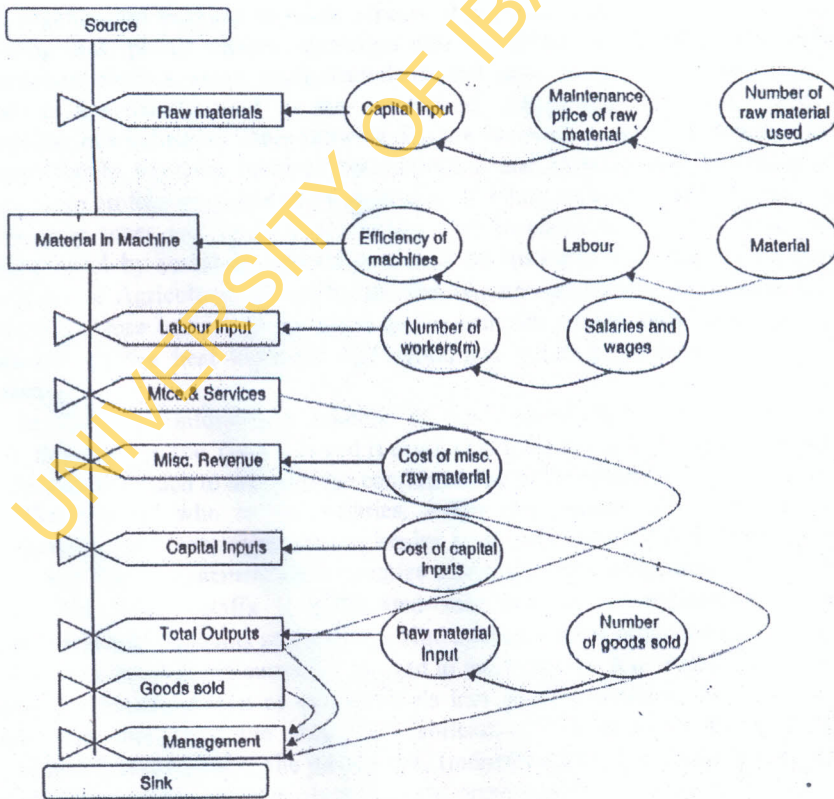 Source
Raw materials
Capital Input
Maintenance
price of raw
material
Number of
raw material
used
Material In Machine
Efficiency of
machines
Labour
Material
Labour Input
Number of
workers(m)
Salaries and
wages
Mtce.& Services
Misc. Revenue
Cost of misc.
raw material
Capital Inputs
Cost of capital
Inputs
Total Outputs
Raw material
Input
Number
of goods sold
Goods sold
Management
Sink
UNIVERSITY OF IBA